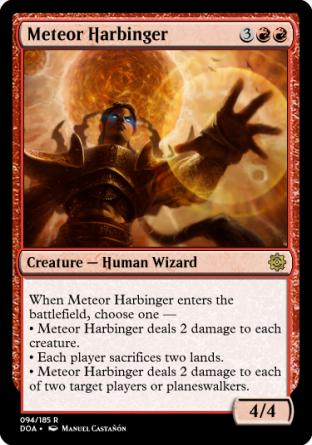 Meteor Harbinger 3
Creature — Human Wizard
When Meteor Harbinger enters the
battlefield, choose one —
• Meteor Harbinger deals 2 damage to each
creature.
• Each player sacrifices two lands.
• Meteor Harbinger deals 2 damage to each
of two target players or planeswalkers.
4/4
094/185 R
DOA • Manuel Castañón